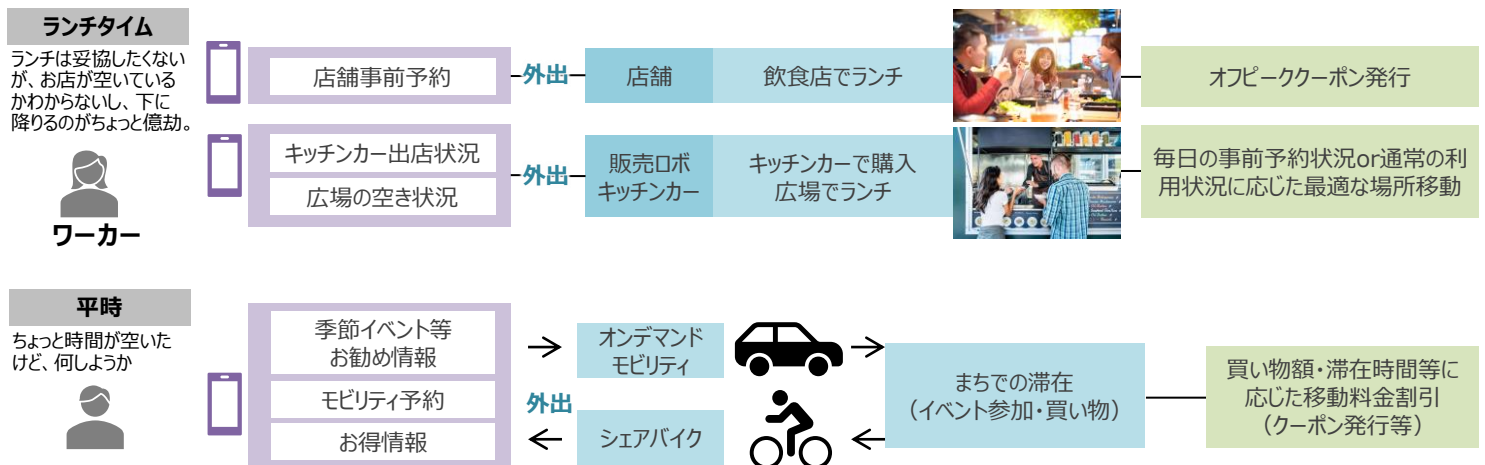 ランチタイム
ランチは妥協したくない
が、お店が空いている
かわからないし、下に
降りるのがちょっと億劫。
ワーカー
店舗事前予約
外出
店舗
飲食店でランチ
オフピーククーポン発行
キッチンカー出店状況
広場の空き状況
外出
販売ロボ
キッチンカー
キッチンカーで購入
広場でランチ
毎日の事前予約状況or通常の利
用状況に応じた最適な場所移動
平時
ちょっと時間が空いた
けど、何しようか
季節イベント等
お勧め情報
モビリティ予約
お得情報
外出
オンデマンド
モビリティ
シェアバイク
まちでの滞在
（イベント参加・買い物）
買い物額・滞在時間等に
応じた移動料金割引
（クーポン発行等）